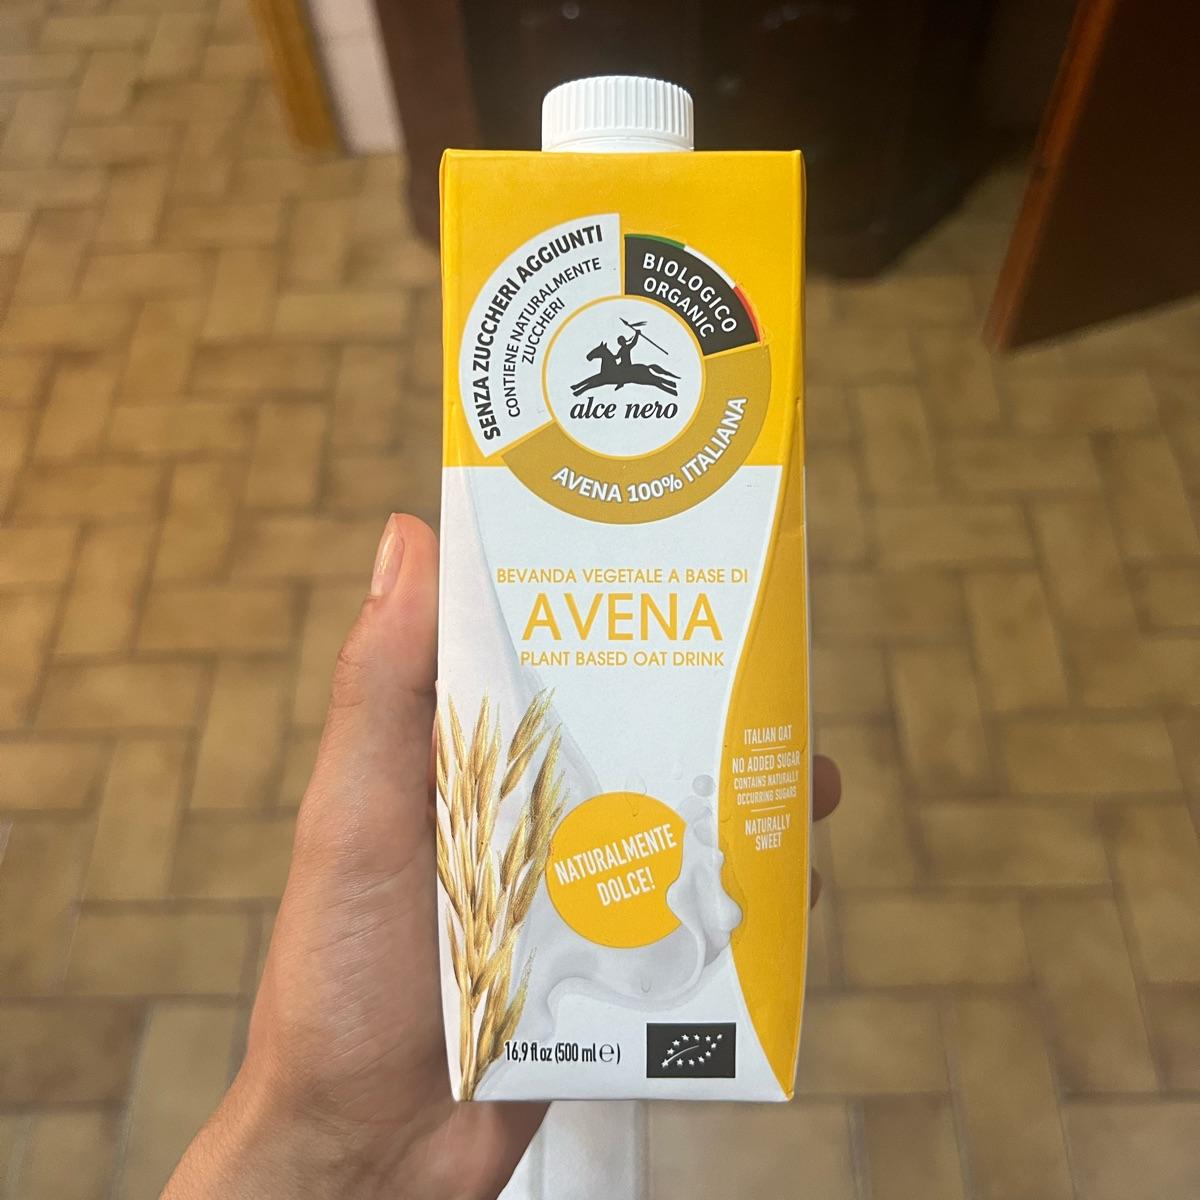 SENZA ZUCCHERI AGGIUNTI
CONTIENE NATURALMENTE
ZUCCHERI
BIOLOGICO
ORGANIC
alce nero
AVENA 100% ITALIANA
BEVANDA VEGETALE A BASE DI
AVENA
PLANT BASED OAT DRINK
ITALIAN OAT
NO ADDED SUGAR
CONTAINS NATURALLY
OCCURRING SUGARS
NATURALLY
SWEET
NATURALMENTE
DOLCE!
16,9 fl oz (500 ml ℮)